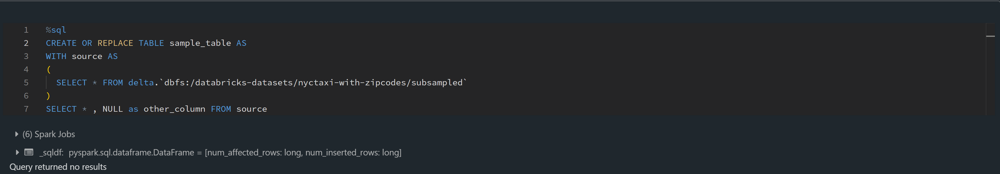 1 %sql
2 CREATE OR REPLACE TABLE sample_table AS
3 WITH source AS
4 (
5 SELECT * FROM delta.`dbfs:/databricks-datasets/nyctaxi-with-zipcodes/subsampled`
6 )
7 SELECT * , NULL as other_column FROM source
(6) Spark Jobs
_sqldf: pyspark.sql.dataframe.DataFrame = [num_affected_rows: long, num_inserted_rows: long]
Query returned no results